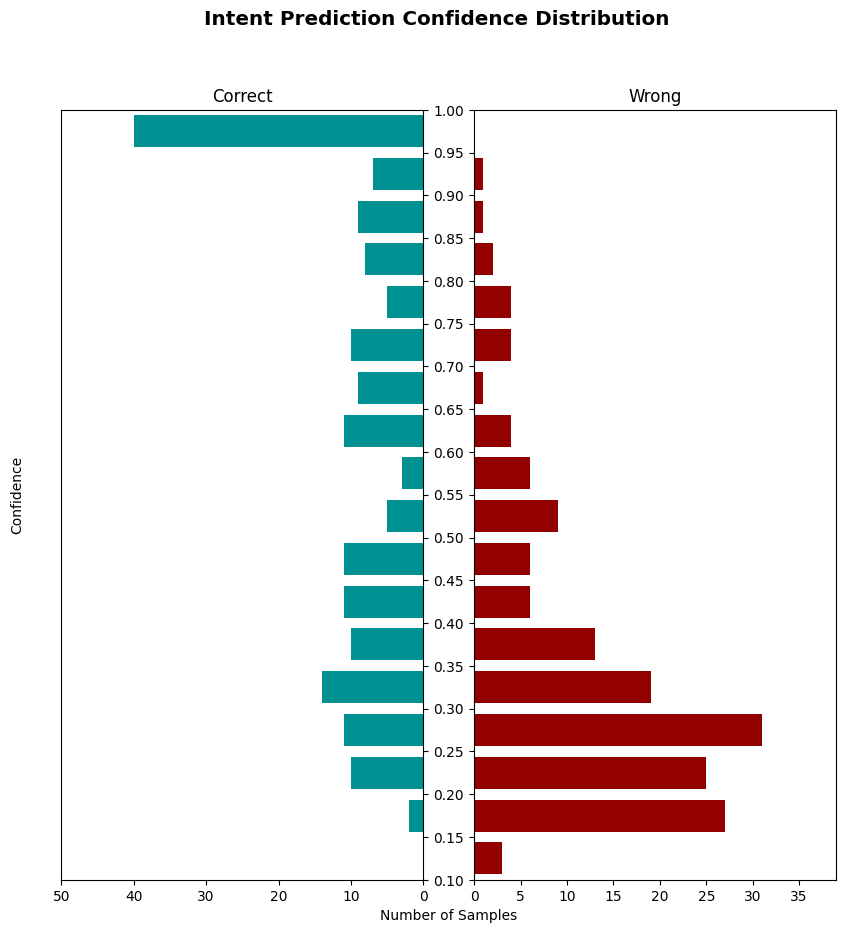 Intent Prediction Confidence Distribution
Correct
Wrong
1.00
0.95
0.90
0.85
0.80
0.75
0.70
0.65
0.60
0.55
0.50
0.45
0.40
0.35
0.30
0.25
0.20
0.15
0.10
Confidence
50 40 30 20 10 0
0 5 10 15 20 25 30 35
Number of Samples